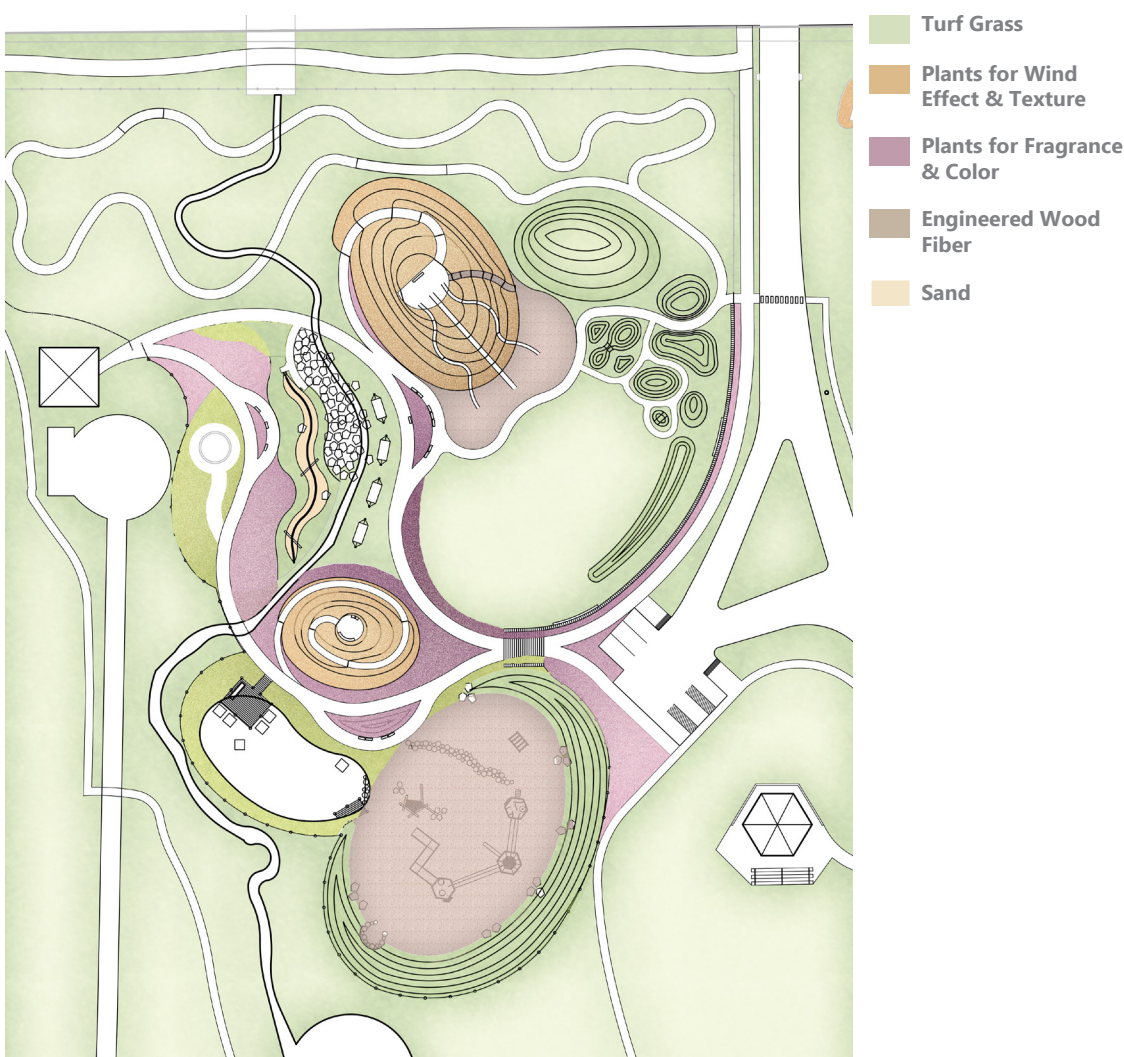 Turf Grass
Plants for Wind
Effect & Texture
Plants for Fragrance
& Color
Engineered Wood
Fiber
Sand